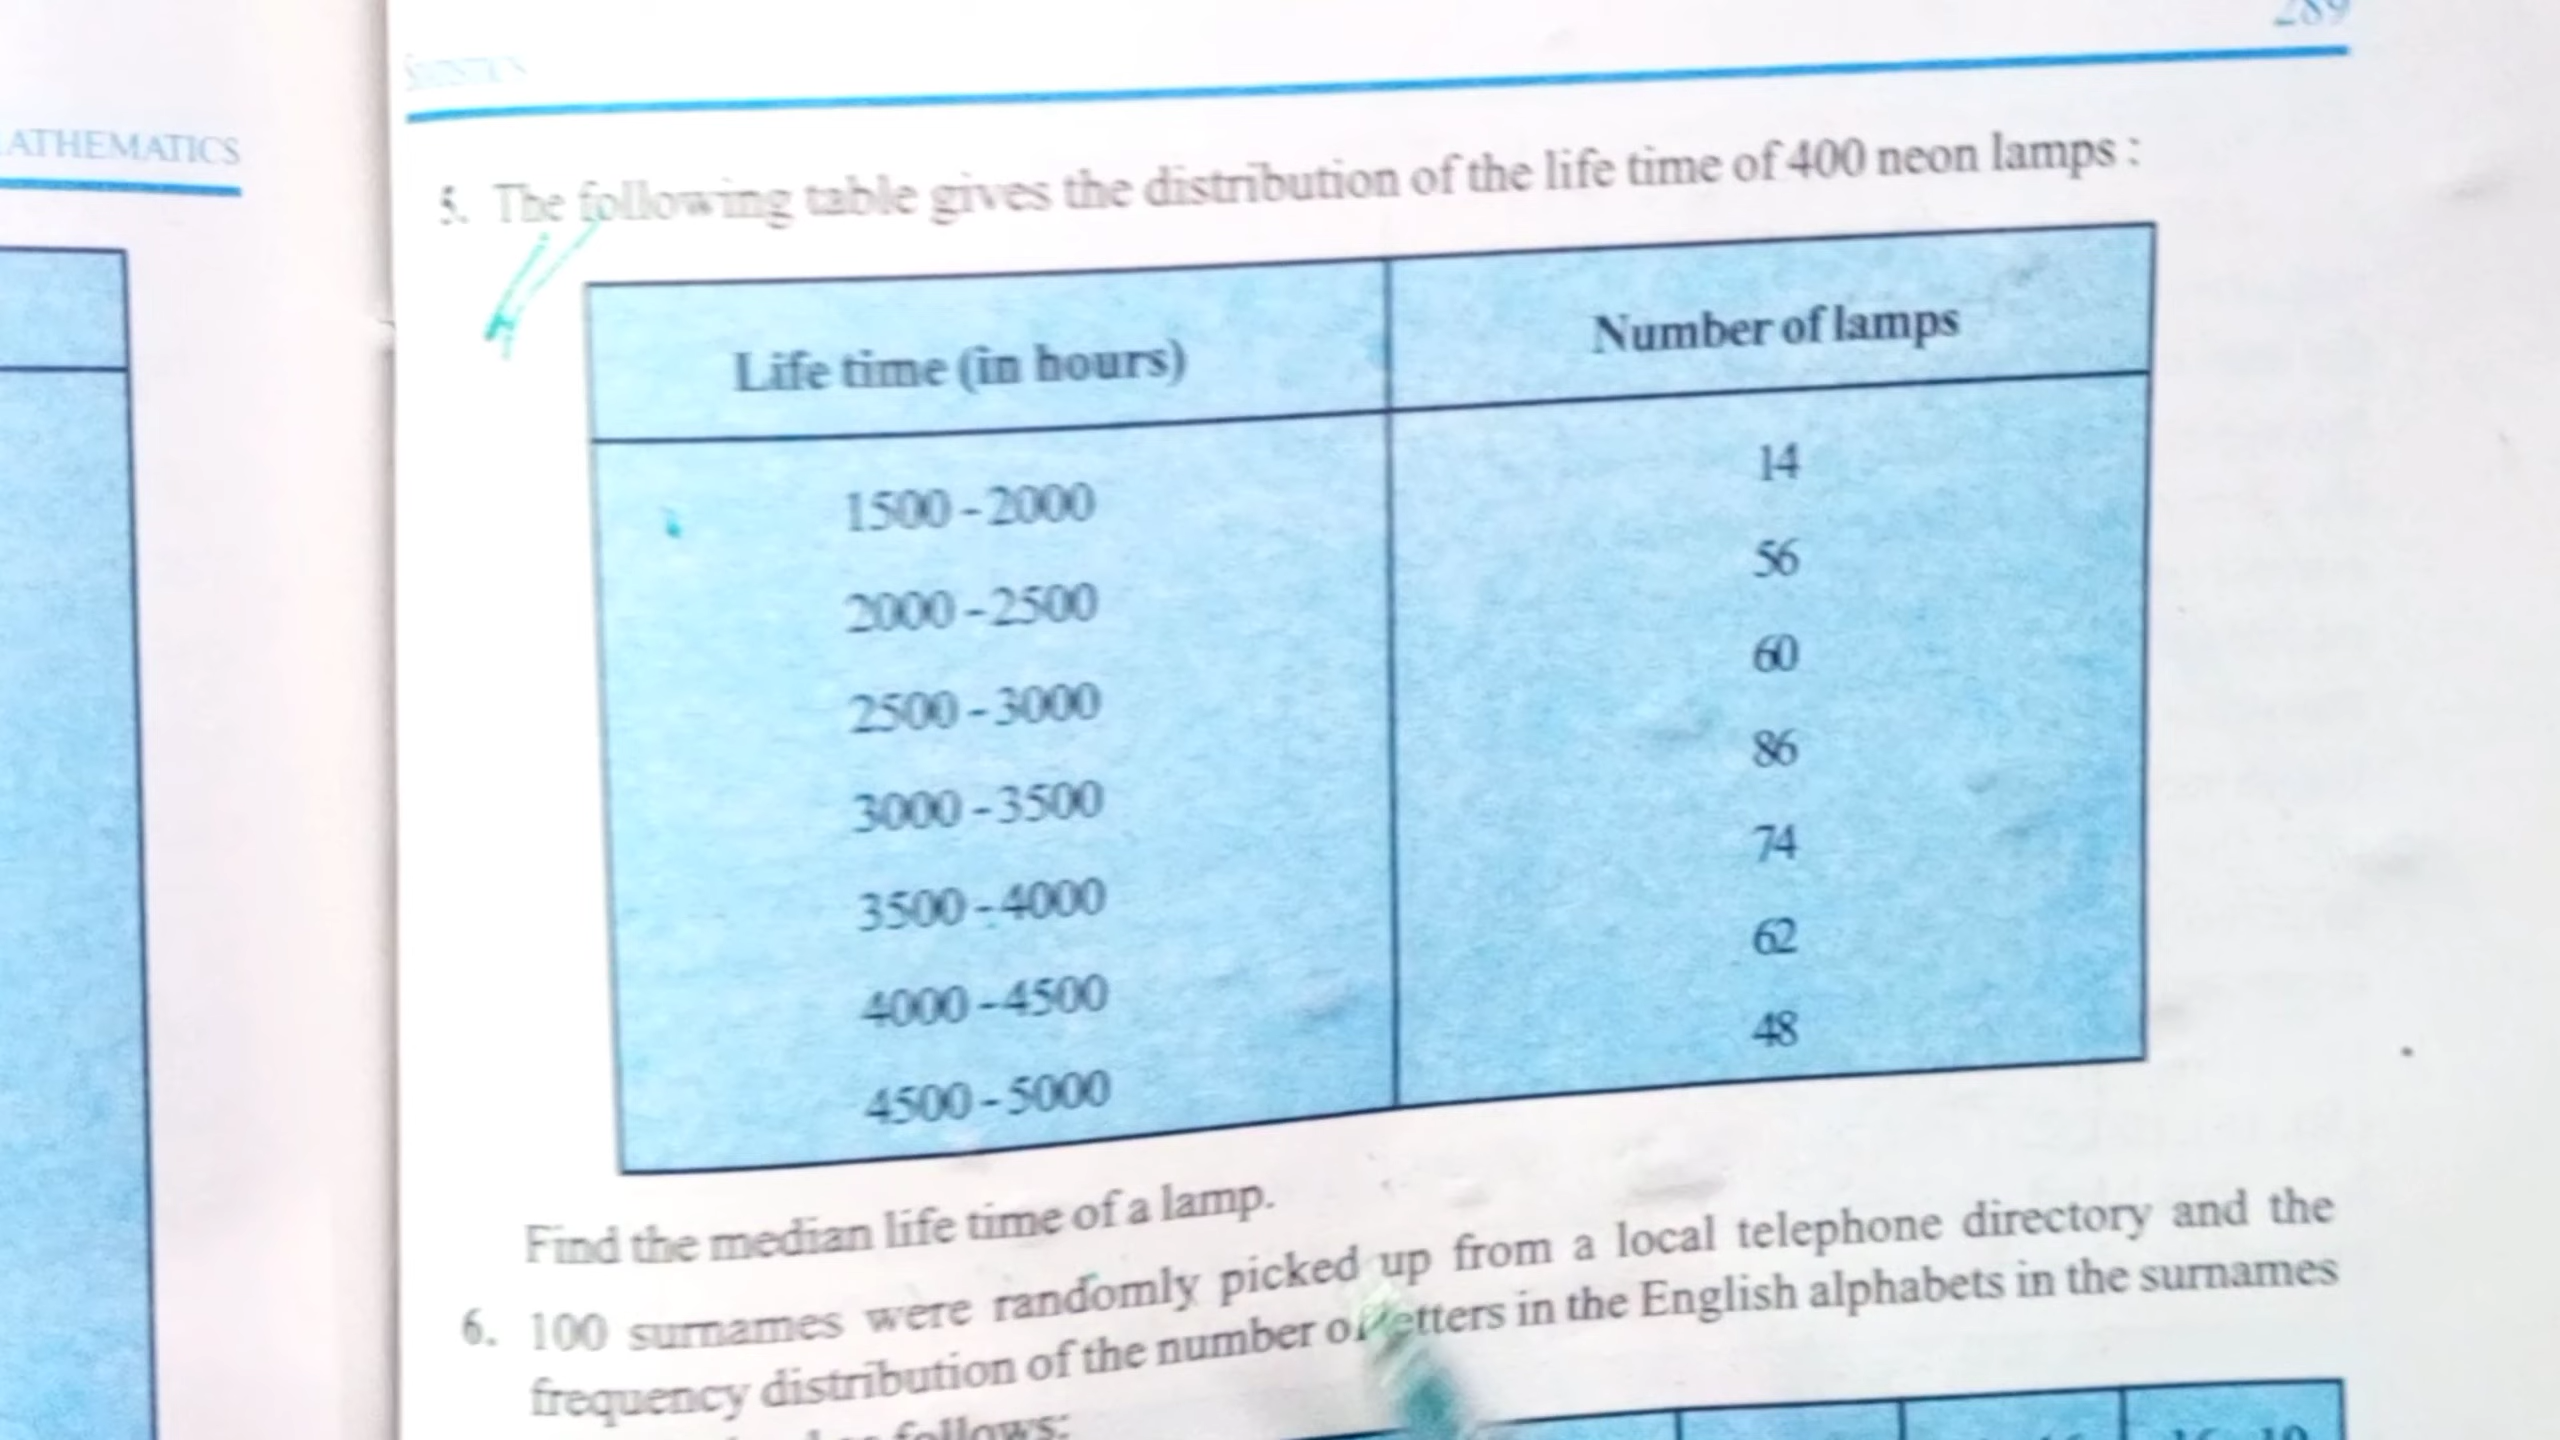 ATHEMATICS
289
5. The following table gives the distribution of the life time of 400 neon lamps :
Life time (in hours) Number of lamps
1500 - 2000 14
2000 - 2500 56
2500 - 3000 60
3000 - 3500 86
3500 - 4000 74
4000 - 4500 62
4500 - 5000 48
Find the median life time of a lamp.
6. 100 surnames were randomly picked up from a local telephone directory and the
frequency distribution of the number of letters in the English alphabets in the surnames
follows: